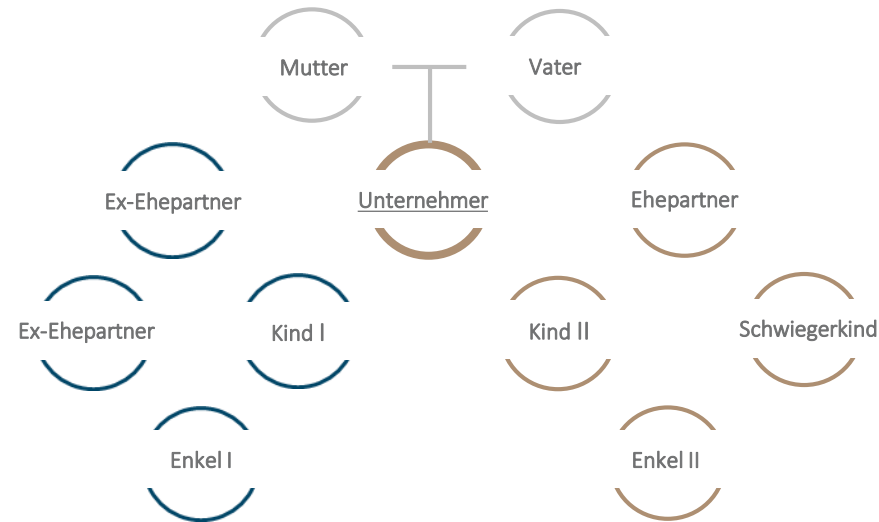 Mutter
Vater
Ex-Ehepartner
Unternehmer
Ehepartner
Ex-Ehepartner
Kind I
Kind II
Schwiegerkind
Enkel I
Enkel II